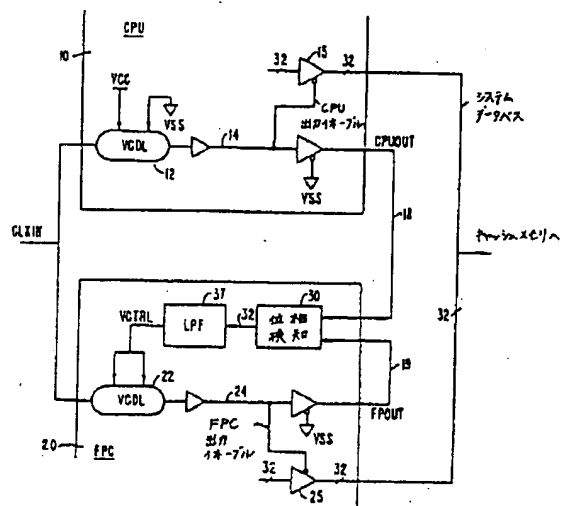 CPU
10
VCC
VSS
VCDL
12
14
32
15
32
CPU
出力イネーブル
VSS
CPUOUT
システム
データバス
18
CLKIN
キャッシュメモリへ
32
37
30
VCTRL
LPF
32
位相
検知
19
22
VCDL
24
FPOUT
VSS
FPC
出力
イネーブル
20
FPC
32
32
25